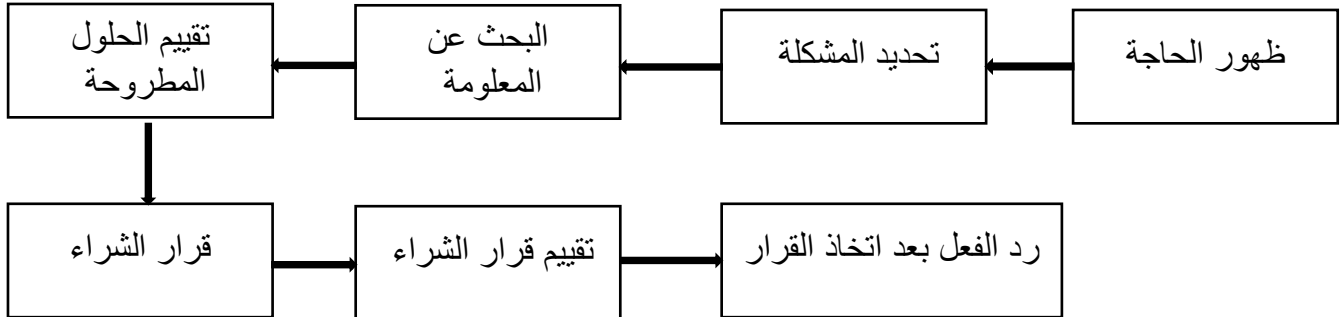 ظهور الحاجة
تحديد المشكلة
البحث عن
المعلومة
تقييم الحلول
المطروحة
قرار الشراء
تقييم قرار الشراء
رد الفعل بعد اتخاذ القرار